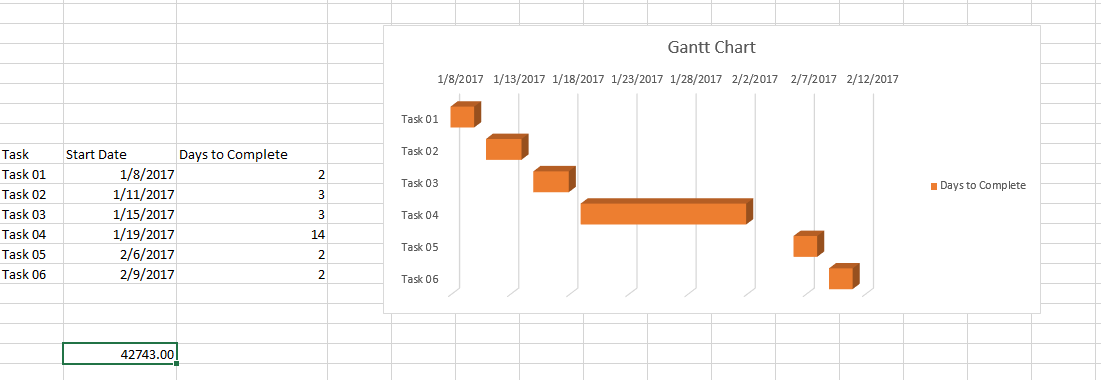 Gantt Chart
1/8/2017 1/13/2017 1/18/2017 1/23/2017 1/28/2017 2/2/2017 2/7/2017 2/12/2017
Task 01
Task 02
Task 03
Task 04
Task 05
Task 06
Days to Complete
Task Start Date Days to Complete
Task 01 1/8/2017 2
Task 02 1/11/2017 3
Task 03 1/15/2017 3
Task 04 1/19/2017 14
Task 05 2/6/2017 2
Task 06 2/9/2017 2
42743.00